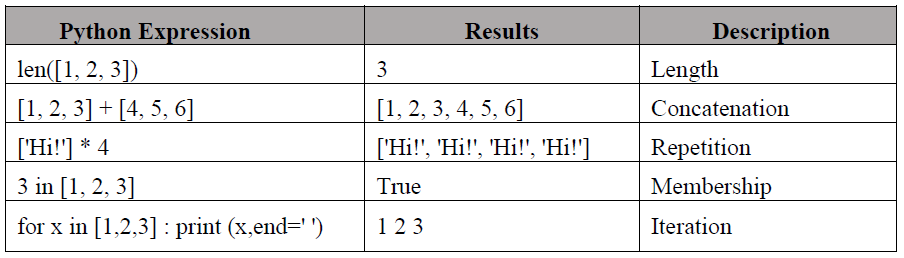 Python Expression Results Description
len([1, 2, 3]) 3 Length
[1, 2, 3] + [4, 5, 6] [1, 2, 3, 4, 5, 6] Concatenation
['Hi!'] * 4 ['Hi!', 'Hi!', 'Hi!', 'Hi!'] Repetition
3 in [1, 2, 3] True Membership
for x in [1,2,3] : print (x,end=' ') 1 2 3 Iteration